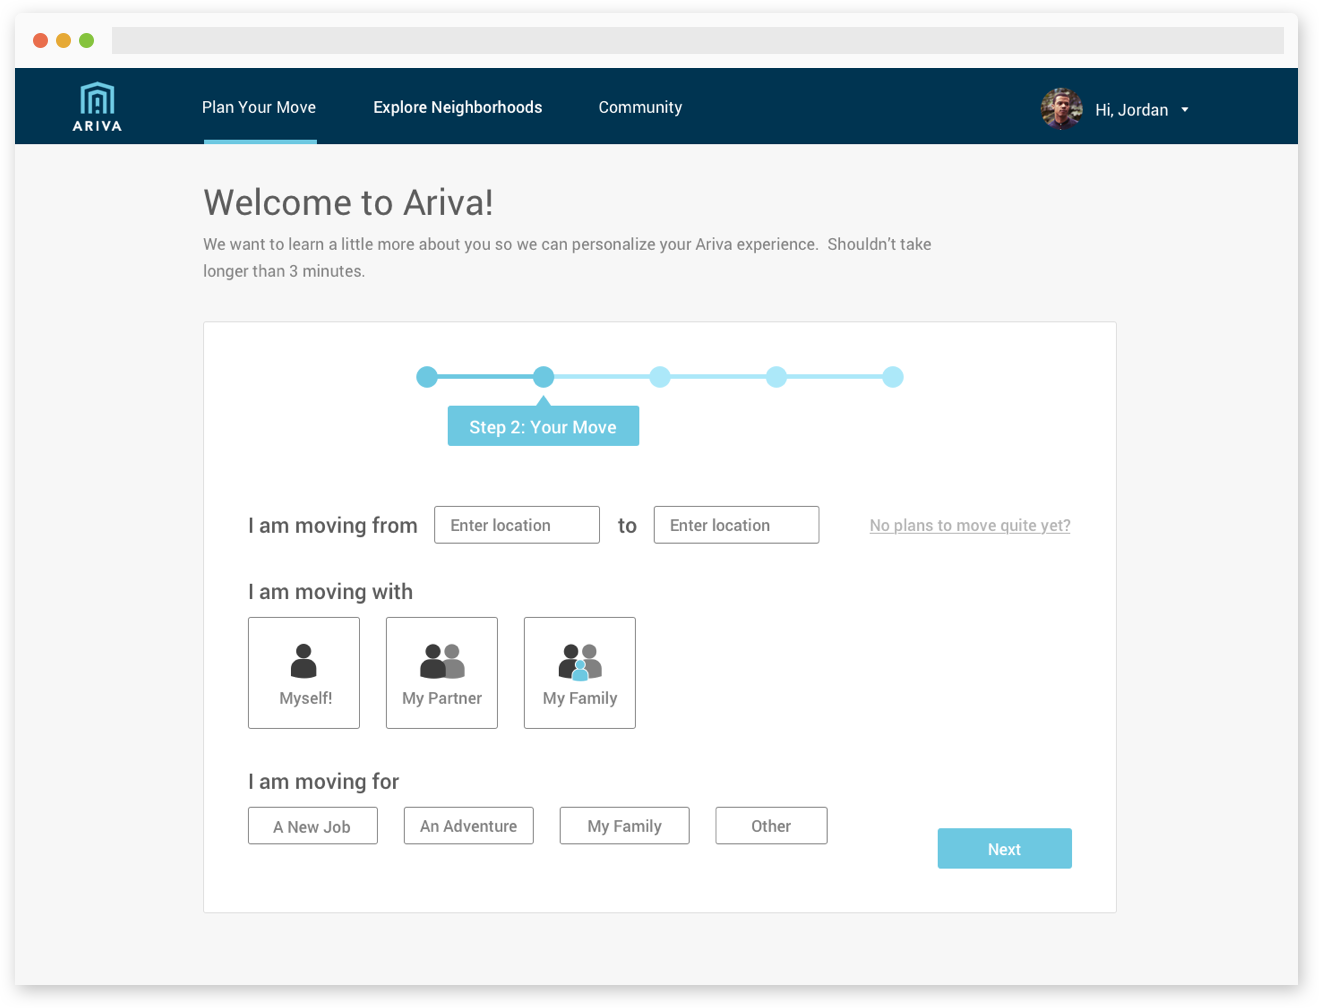 ARIVA
Plan Your Move
Explore Neighborhoods
Community
Hi, Jordan
Welcome to Ariva!
We want to learn a little more about you so we can personalize your Ariva experience.  Shouldn't take
longer than 3 minutes.
Step 2: Your Move
I am moving from Enter location to Enter location
No plans to move quite yet?
I am moving with
Myself!
My Partner
My Family
I am moving for
A New Job
An Adventure
My Family
Other
Next